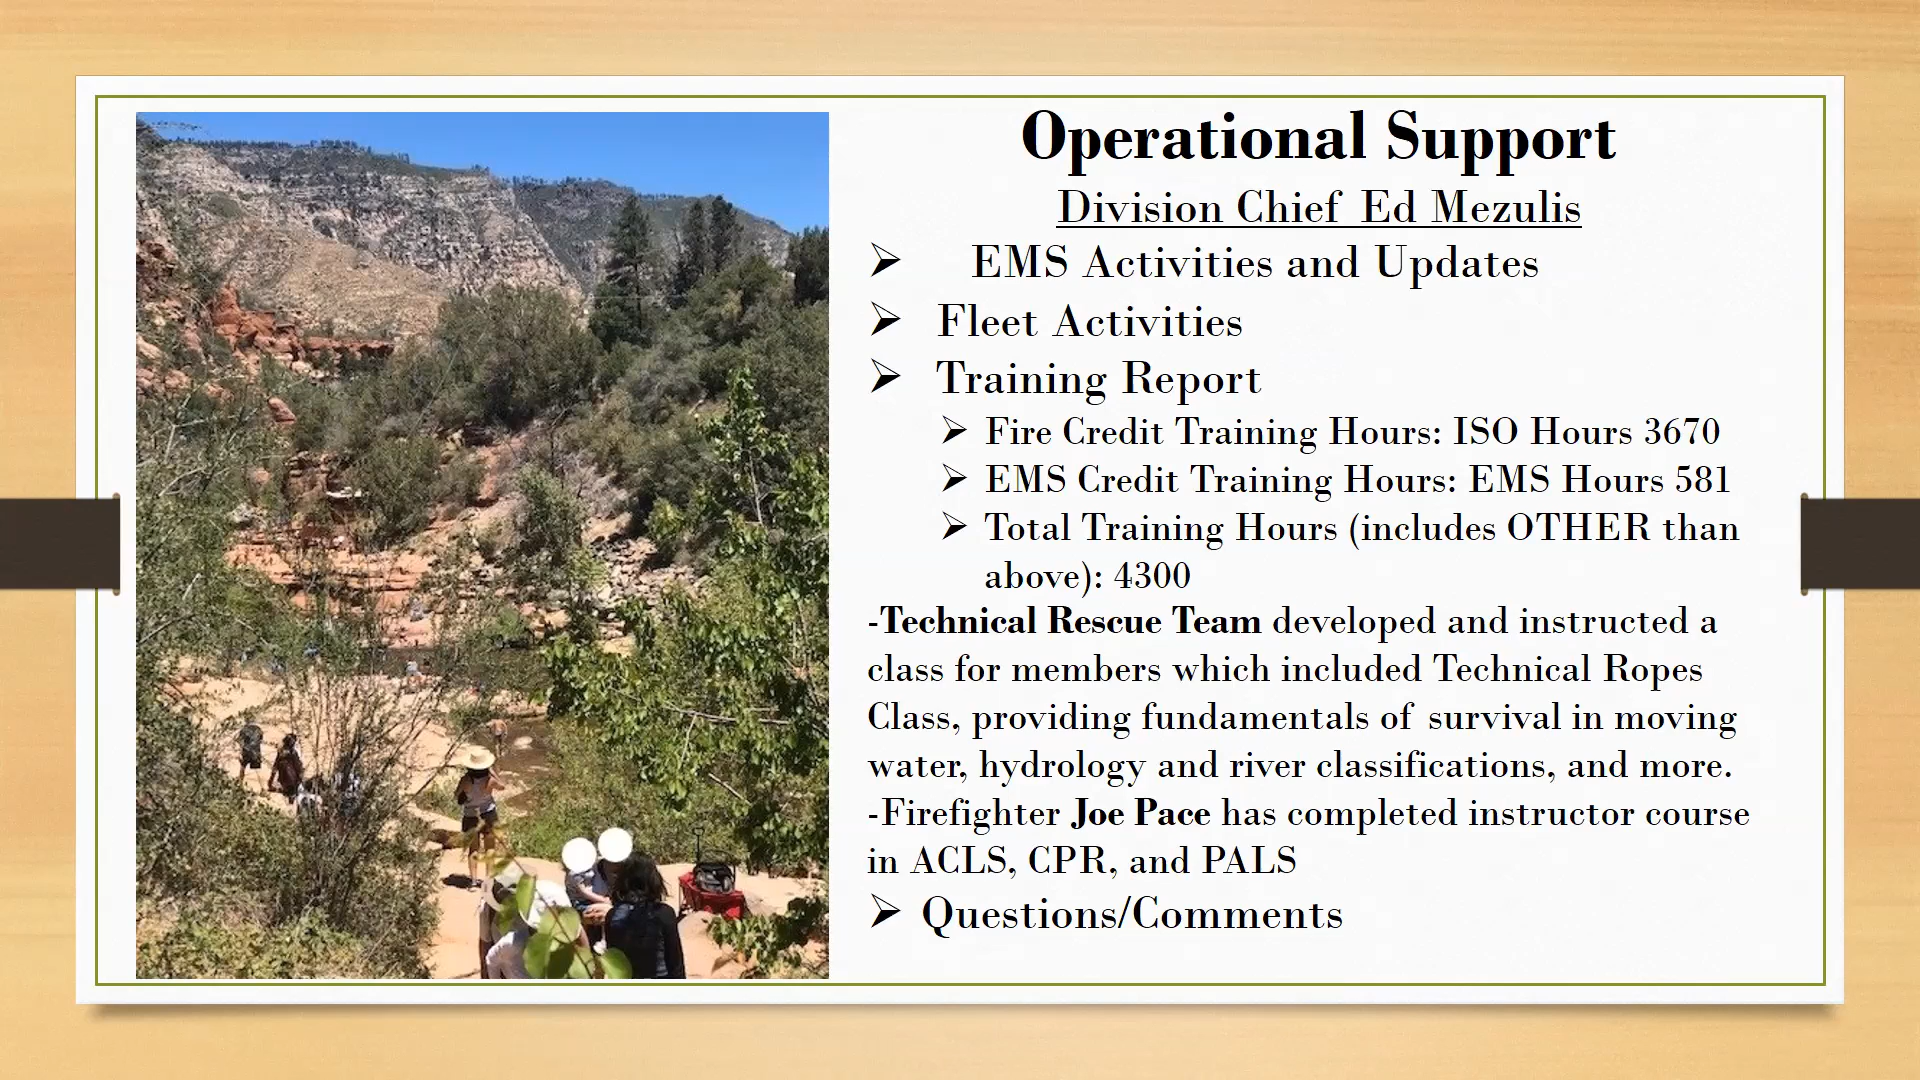 Operational Support
Division Chief Ed Mezulis
➢ EMS Activities and Updates
➢ Fleet Activities
➢ Training Report
➢ Fire Credit Training Hours: ISO Hours 3670
➢ EMS Credit Training Hours: EMS Hours 581
➢ Total Training Hours (includes OTHER than
above): 4300
-Technical Rescue Team developed and instructed a
class for members which included Technical Ropes
Class, providing fundamentals of survival in moving
water, hydrology and river classifications, and more.
-Firefighter Joe Pace has completed instructor course
in ACLS, CPR, and PALS
➢ Questions/Comments